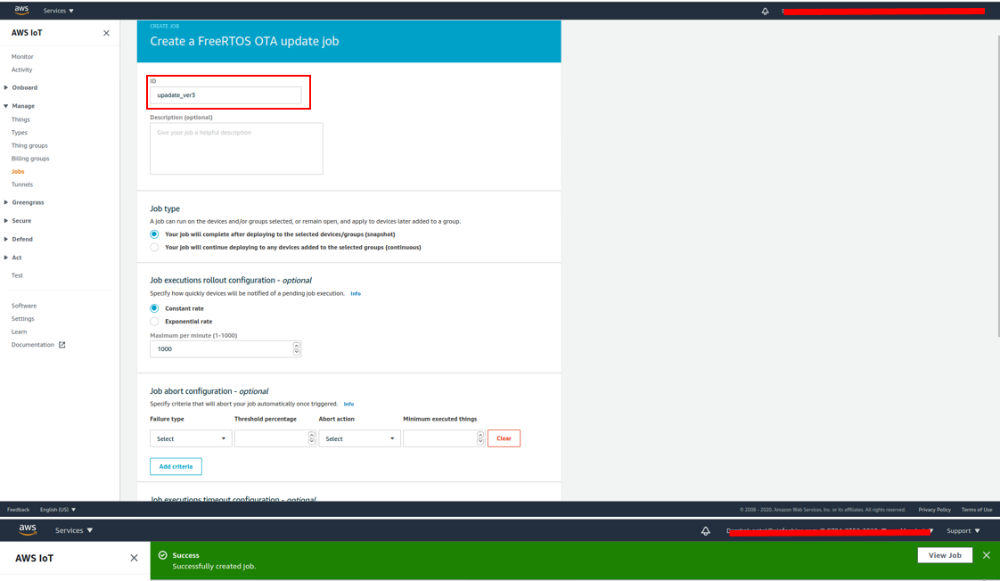 aws Services
AWS IoT
Monitor
Activity
Onboard
Manage
Things
Types
Thing groups
Billing groups
Jobs
Tunnels
Greengrass
Secure
Defend
Act
Test
Software
Settings
Learn
Documentation
CREATE JOB
Create a FreeRTOS OTA update job
ID
upadate_ver3
Description (optional)
Give your job a helpful description
Job type
A job can run on the devices and/or groups selected, or remain open, and apply to devices later added to a group.
Your job will complete after deploying to the selected devices/groups (snapshot)
Your job will continue deploying to any devices added to the selected groups (continuous)
Job executions rollout configuration - optional
Specify how quickly devices will be notified of a pending job execution. Info
Constant rate
Exponential rate
Maximum per minute (1-1000)
1000
Job abort configuration - optional
Specify criteria that will abort your job automatically once triggered. Info
Failure type Threshold percentage Abort action Minimum executed things
Select Select Clear
Add criteria
Job executions timeout configuration - optional
Feedback English (US) © 2008 - 2020, Amazon Web Services, Inc. or its affiliates. All rights reserved. Privacy Policy Terms of Use
aws Services Support
AWS IoT
Success
Successfully created job.
View Job